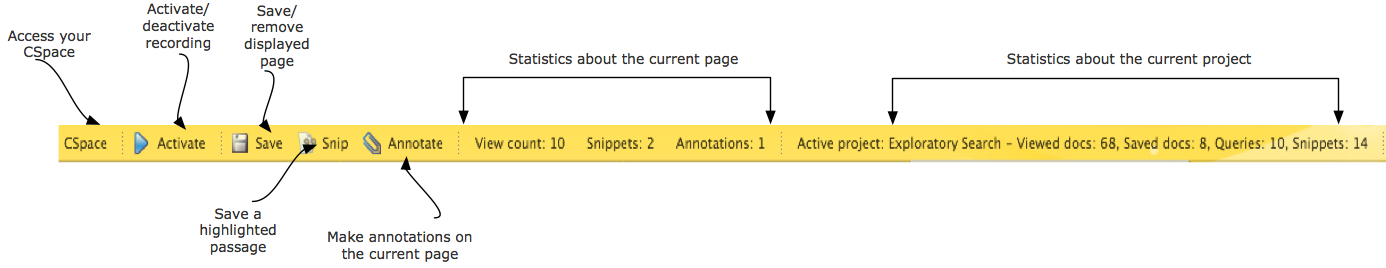 Access your
CSpace
Activate/
deactivate
recording
Save/
remove
displayed
page
Statistics about the current page
Statistics about the current project
CSpace Activate Save Snip Annotate View count: 10 Snippets: 2 Annotations: 1 Active project: Exploratory Search – Viewed docs: 68, Saved docs: 8, Queries: 10, Snippets: 14
Save a
highlighted
passage
Make annotations on
the current page